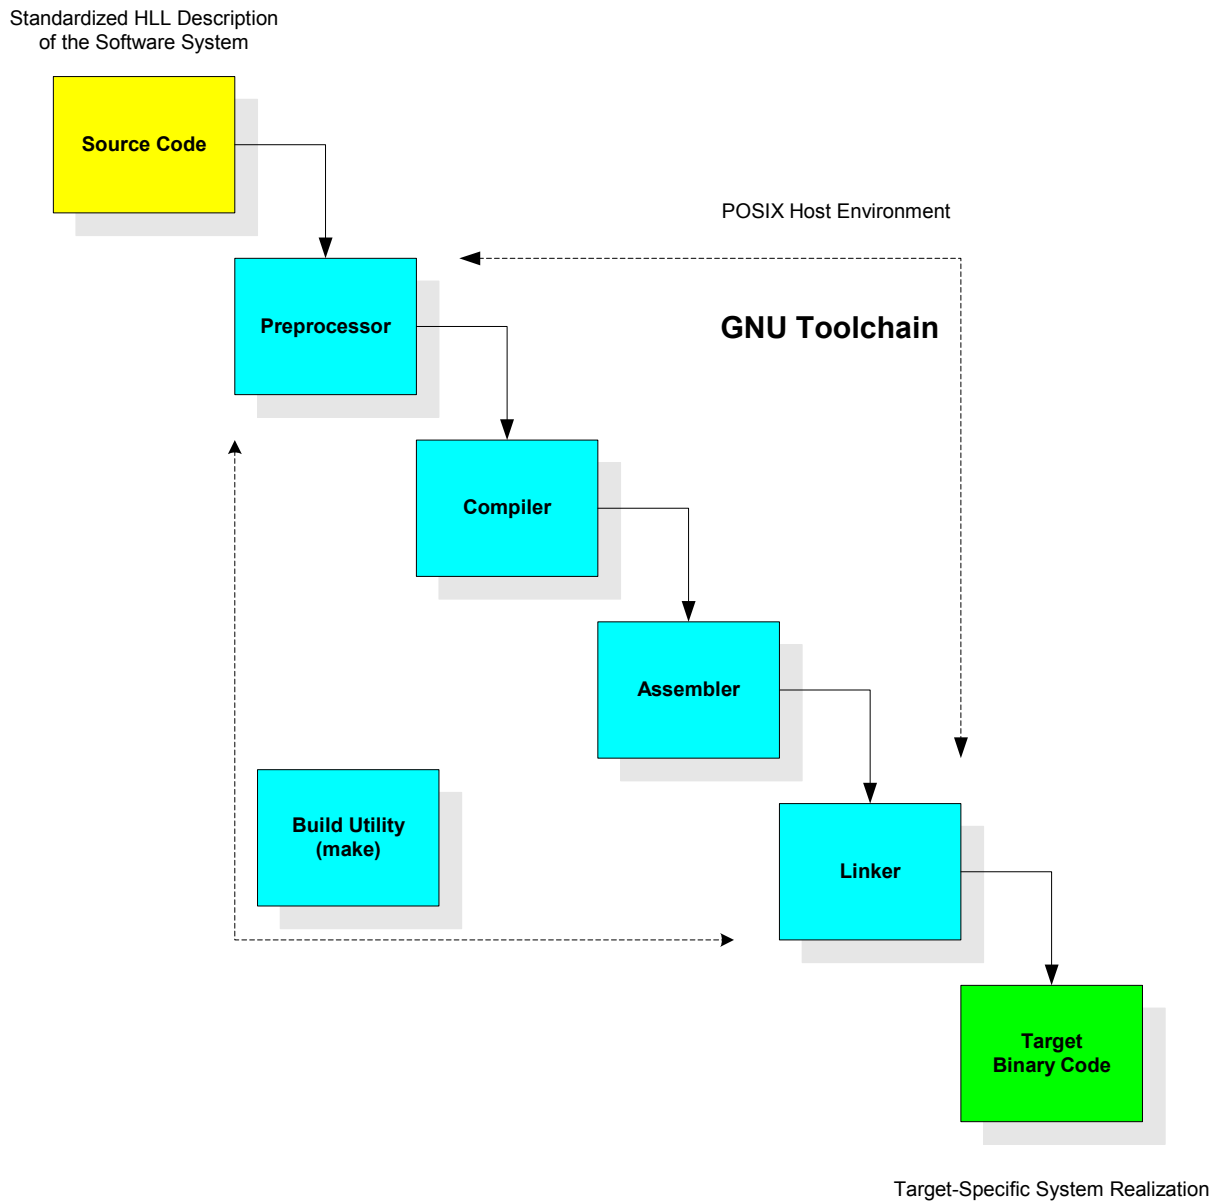 Standardized HLL Description
of the Software System
Source Code
POSIX Host Environment
GNU Toolchain
Preprocessor
Compiler
Assembler
Build Utility
(make)
Linker
Target
Binary Code
Target-Specific System Realization